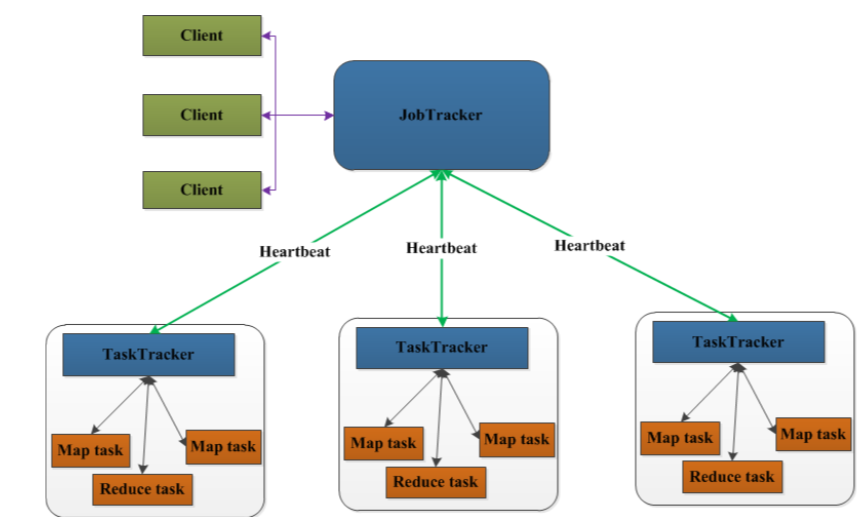 Client
Client
JobTracker
Client
Heartbeat
Heartbeat
Heartbeat
TaskTracker
Map task
Map task
Reduce task
TaskTracker
Map task
Map task
Reduce task
TaskTracker
Map task
Map task
Reduce task